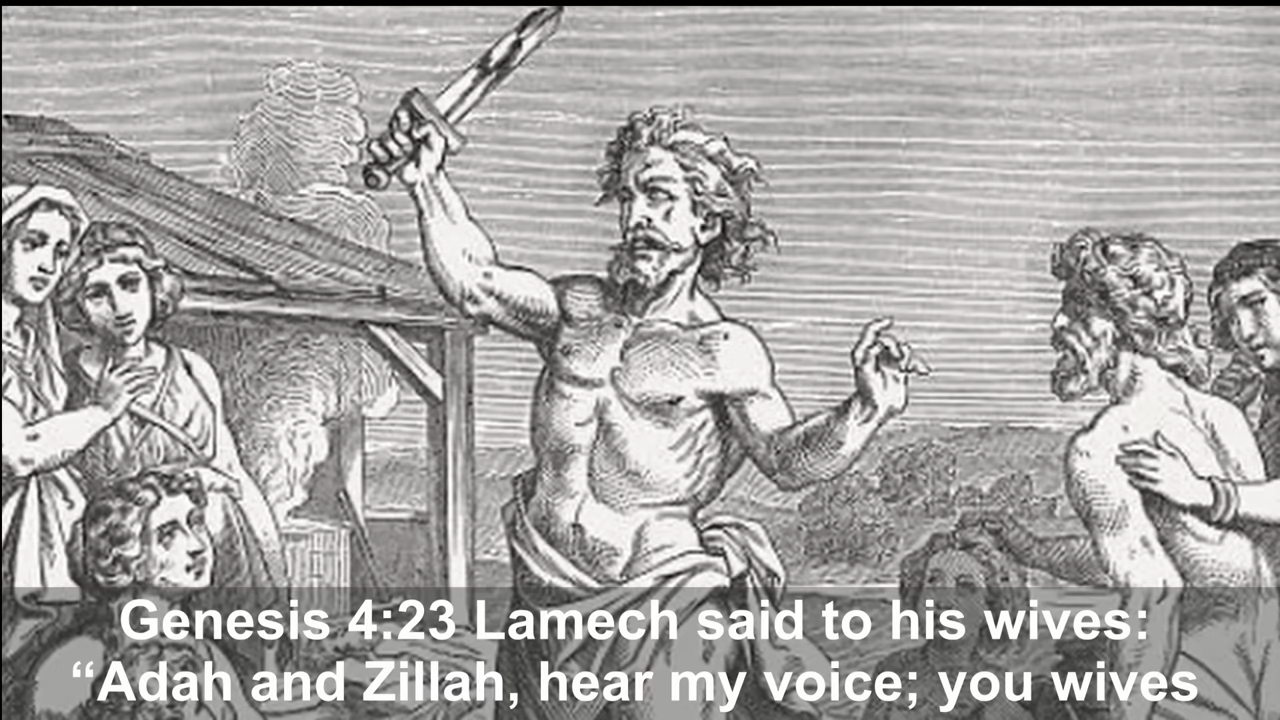 Genesis 4:23 Lamech said to his wives:
“Adah and Zillah, hear my voice; you wives